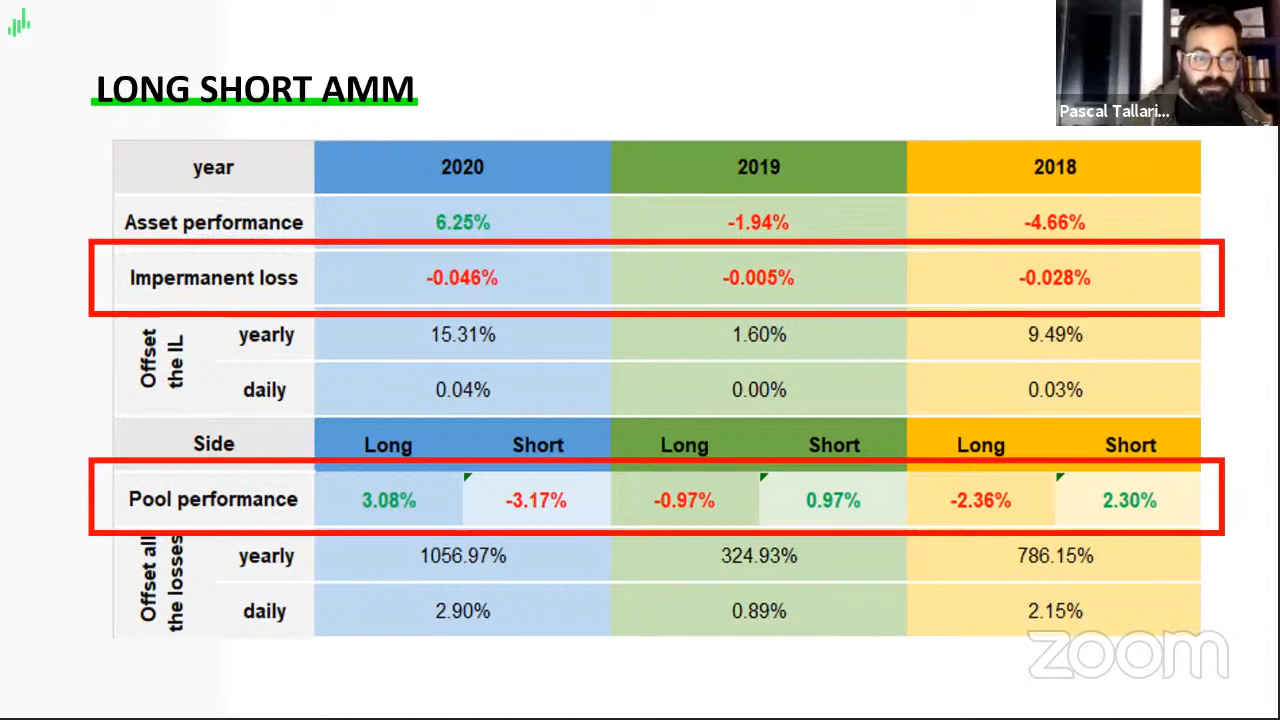 LONG SHORT AMM
Pascal Tallari...
year 2020 2019 2018
Asset performance 6.25% -1.94% -4.66%
Impermanent loss -0.046% -0.005% -0.028%
Offset
the IL
yearly 15.31% 1.60% 9.49%
daily 0.04% 0.00% 0.03%
Side Long Short Long Short Long Short
Pool performance 3.08% -3.17% -0.97% 0.97% -2.36% 2.30%
Offset all
the losses
yearly 1056.97% 324.93% 786.15%
daily 2.90% 0.89% 2.15%
zoom